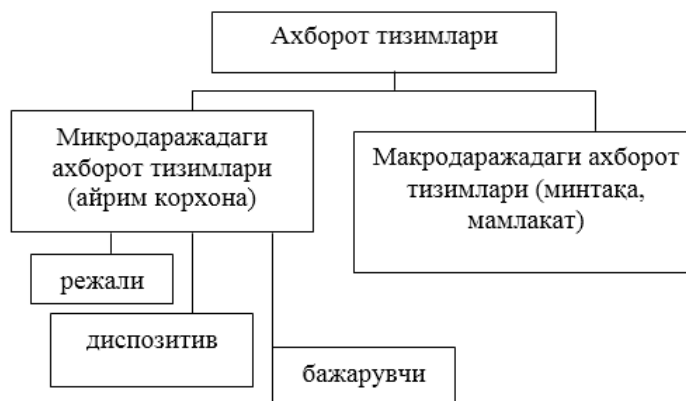 Ахборот тизимлари
Микродаражадаги
ахборот тизимлари
(айрим корхона)
Макродаражадаги ахборот
тизимлари (минтақа,
мамлакат)
режали
диспозитив
бажарувчи